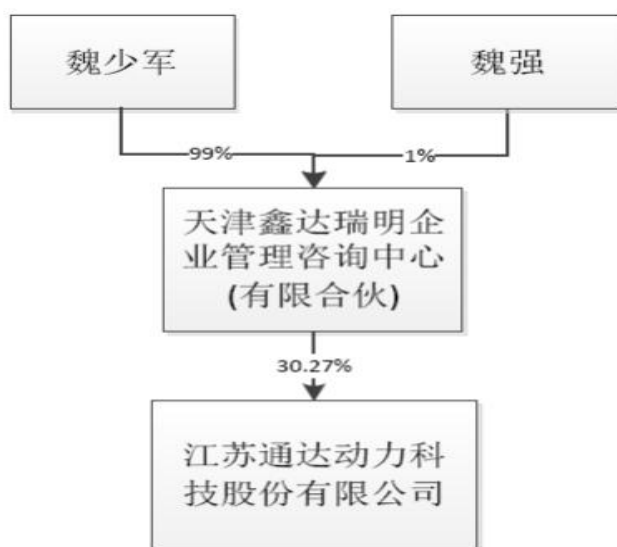 魏少军
魏强
99%
1%
天津鑫达瑞明企
业管理咨询中心
(有限合伙)
30.27%
江苏通达动力科
技股份有限公司